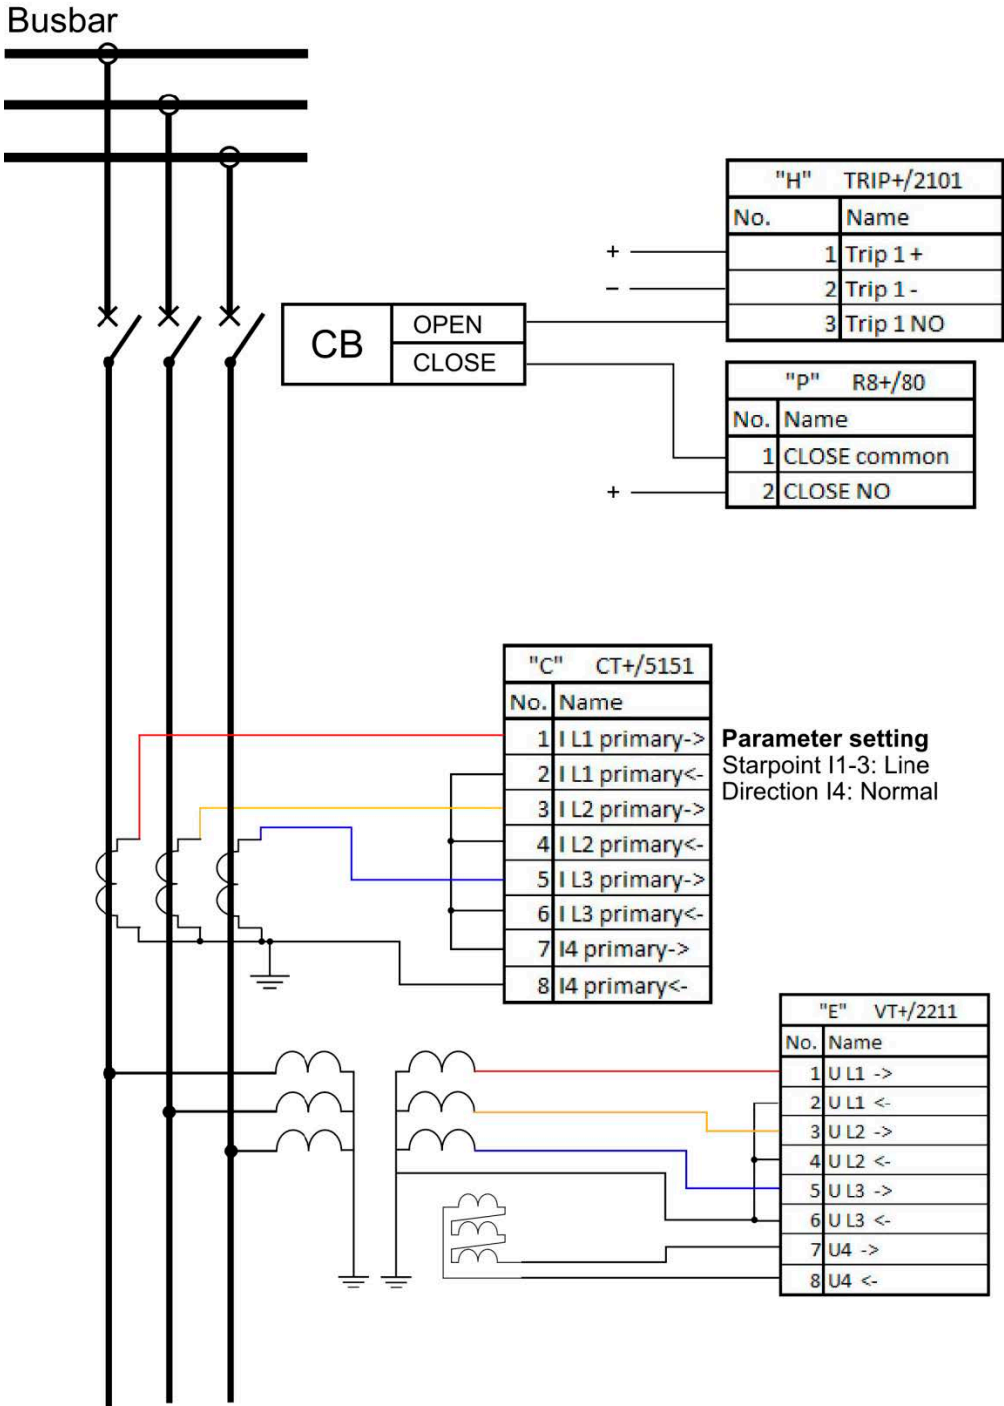 Busbar
"H" TRIP+/2101
No. Name
+ 1 Trip 1 +
– 2 Trip 1 -
3 Trip 1 NO
CB
OPEN
CLOSE
"P" R8+/80
No. Name
1 CLOSE common
+ 2 CLOSE NO
"C" CT+/5151
No. Name
1 I L1 primary->
2 I L1 primary<-
3 I L2 primary->
4 I L2 primary<-
5 I L3 primary->
6 I L3 primary<-
7 I4 primary->
8 I4 primary<-
Parameter setting
Starpoint I1-3: Line
Direction I4: Normal
"E" VT+/2211
No. Name
1 U L1 ->
2 U L1 <-
3 U L2 ->
4 U L2 <-
5 U L3 ->
6 U L3 <-
7 U4 ->
8 U4 <-